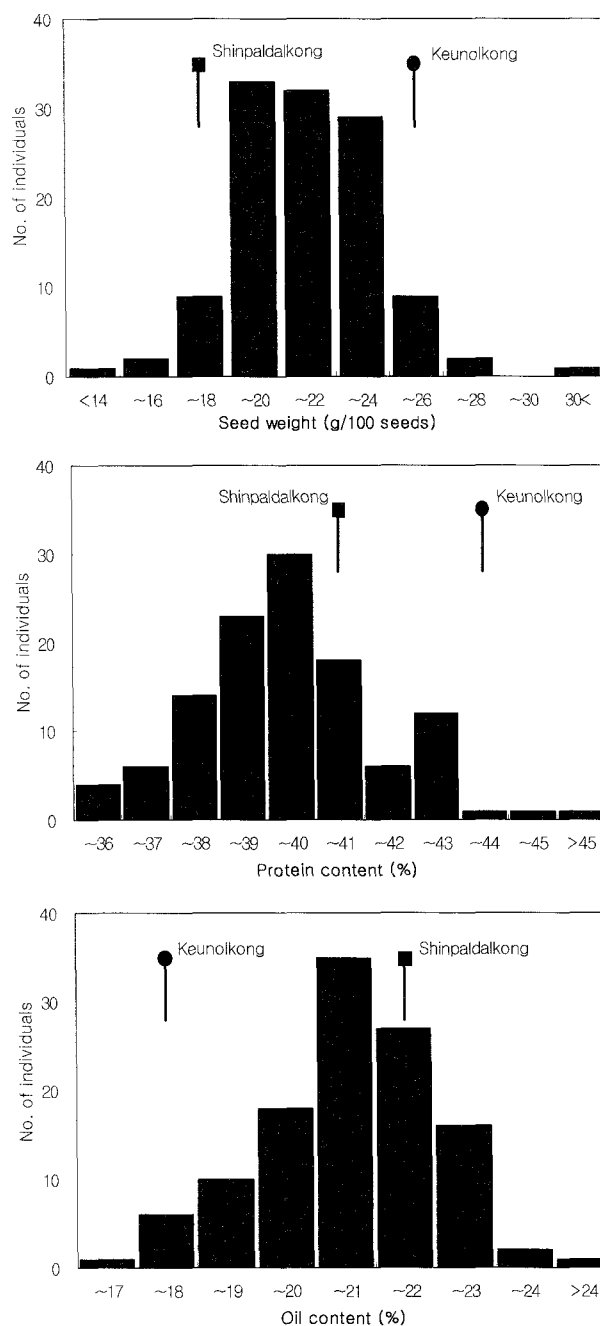 40
Shinpaldalkong
Keunolkong
30
No. of individuals
20
10
0
<14 ~16 ~18 ~20 ~22 ~24 ~26 ~28 ~30 30<
Seed weight (g/100 seeds)
40
Shinpaldalkong
Keunolkong
30
No. of individuals
20
10
0
~36 ~37 ~38 ~39 ~40 ~41 ~42 ~43 ~44 ~45 >45
Protein content (%)
40
Keunolkong
Shinpaldalkong
30
No. of individuals
20
10
0
~17 ~18 ~19 ~20 ~21 ~22 ~23 ~24 >24
Oil content (%)